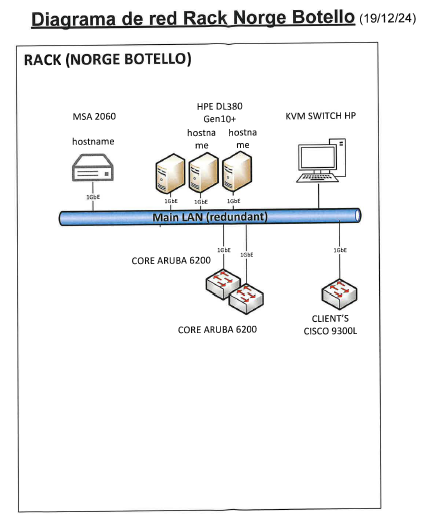 Diagrama de red Rack Norge Botello (19/12/24)
RACK (NORGE BOTELLO)
MSA 2060
hostname
HPE DL380
Gen10+
hostna
me
hostna
me
KVM SWITCH HP
1GbE
1GbE
1GbE
1GbE
Main LAN (redundant)
1GbE
1GbE
1GbE
CORE ARUBA 6200
CORE ARUBA 6200
CLIENT'S
CISCO 9300L